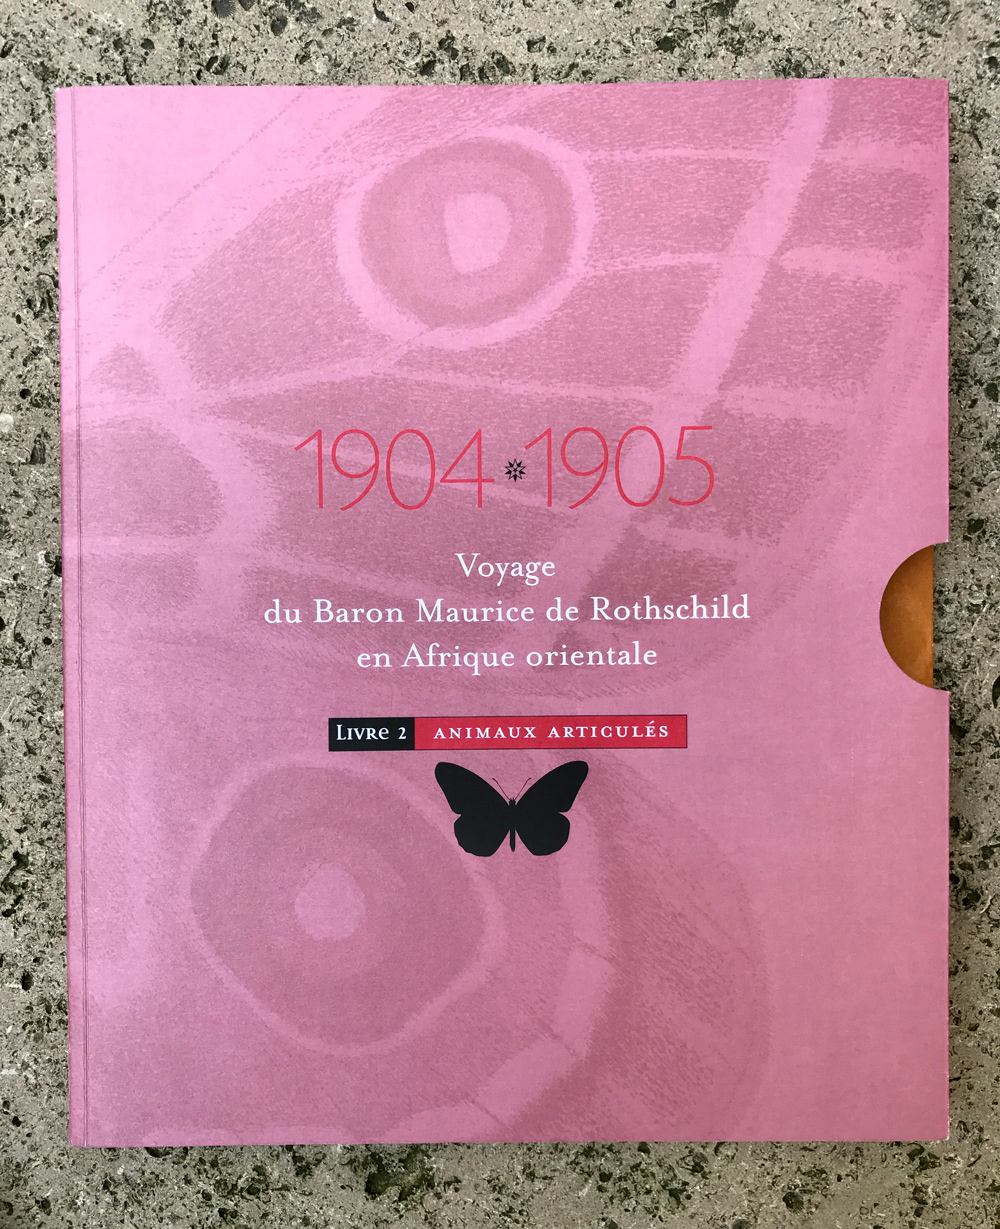 1904 ✷ 1905
Voyage
du Baron Maurice de Rothschild
en Afrique orientale
Livre 2 ANIMAUX ARTICULÉS